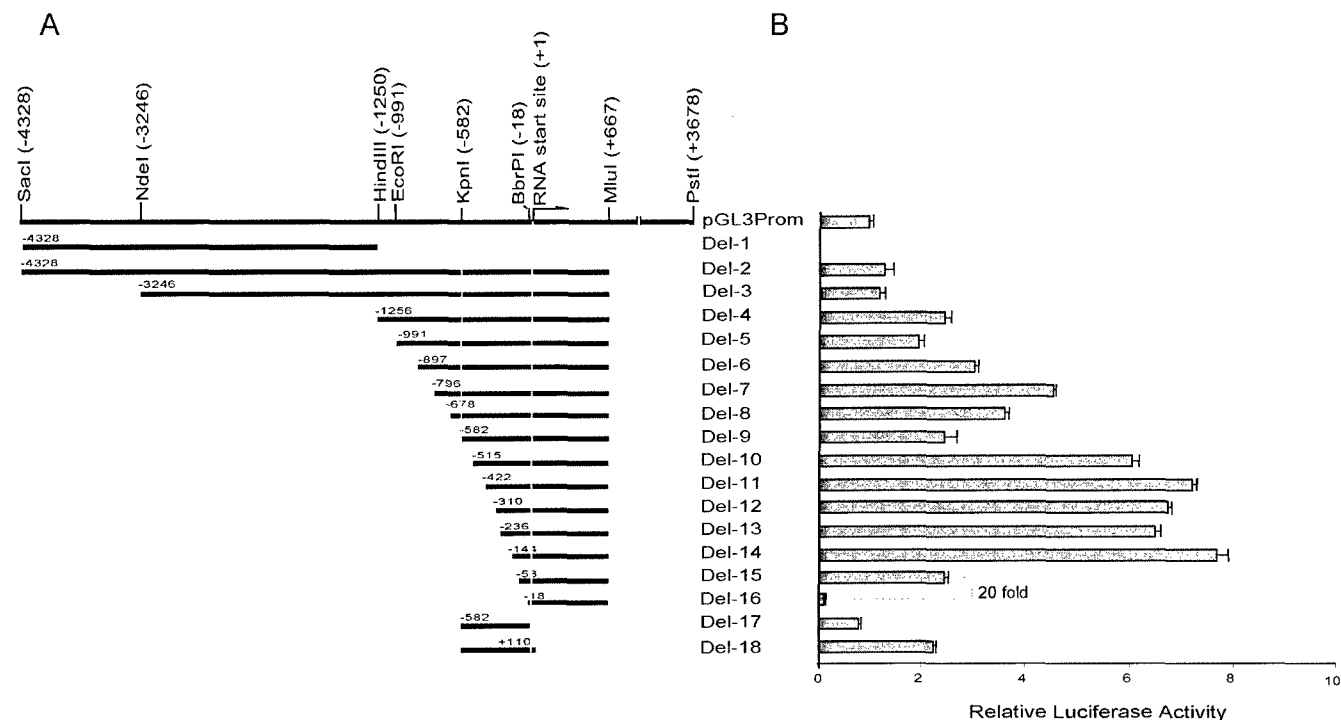 A
B
SacI (-4328)
NdeI (-3246)
HindIII (-1250)
EcoRI (-991)
KpnI (-582)
BbrPI (-18)
RNA start site (+1)
MluI (+667)
PstI (+3678)
pGL3Prom
-4328
Del-1
-4328
Del-2
-3246
Del-3
-1256
Del-4
-991
Del-5
-897
Del-6
-796
Del-7
-678
Del-8
-582
Del-9
-515
Del-10
-422
Del-11
-310
Del-12
-236
Del-13
Del-14
Del-15
20 fold
-18
Del-16
-582
Del-17
+110
Del-18
0
2
4
6
8
10
Relative Luciferase Activity